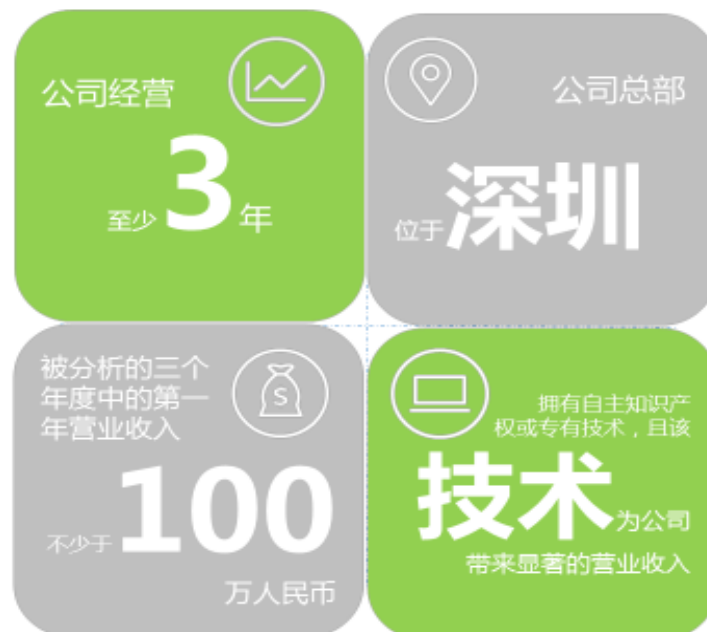 公司经营
至少3年
公司总部
位于深圳
被分析的三个
年度中的第一
年营业收入
不少于100
万人民币
拥有自主知识产
权或专有技术，且该
技术为公司
带来显著的营业收入